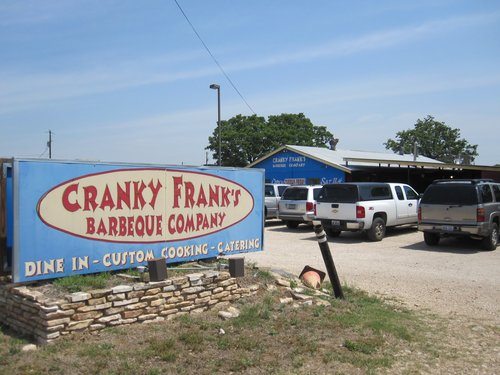 CRANKY FRANK'S
BARBEQUE COMPANY
DINE IN - CUSTOM COOKING - CATERING
CRANKY FRANK'S
BARBEQUE COMPANY